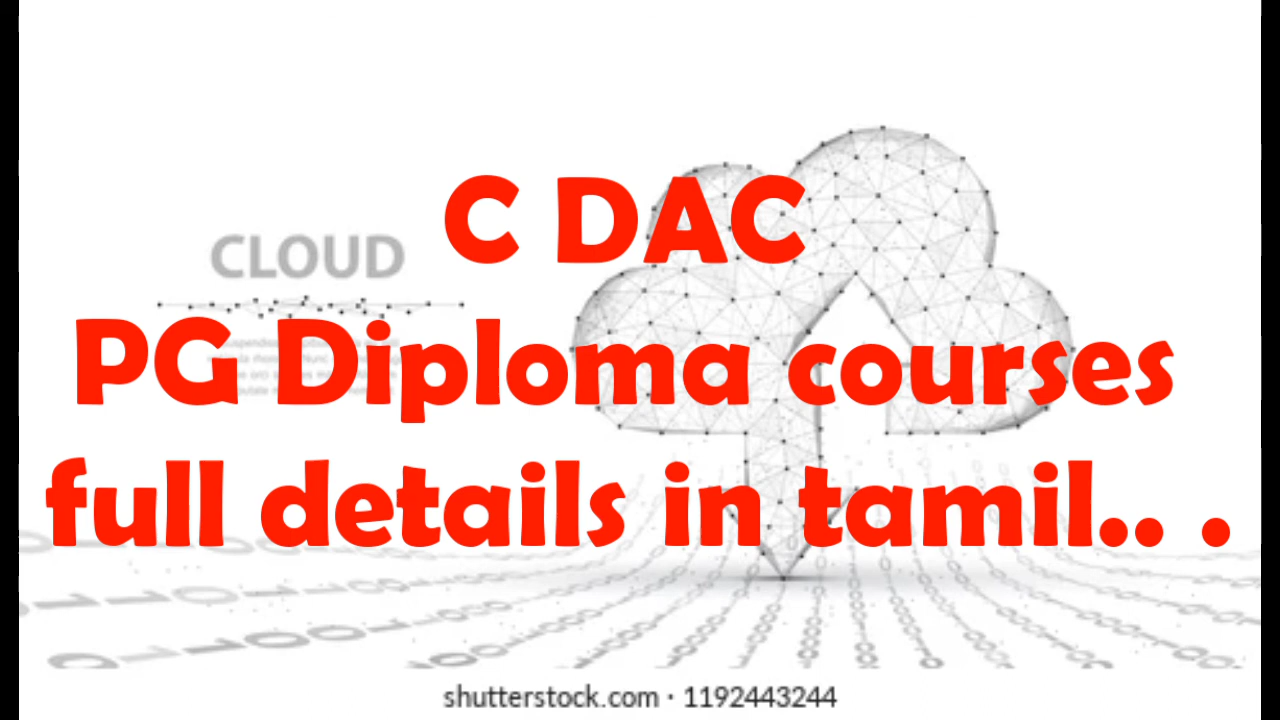 C DAC
CLOUD
PG Diploma courses
full details in tamil.. .
shutterstock.com · 1192443244